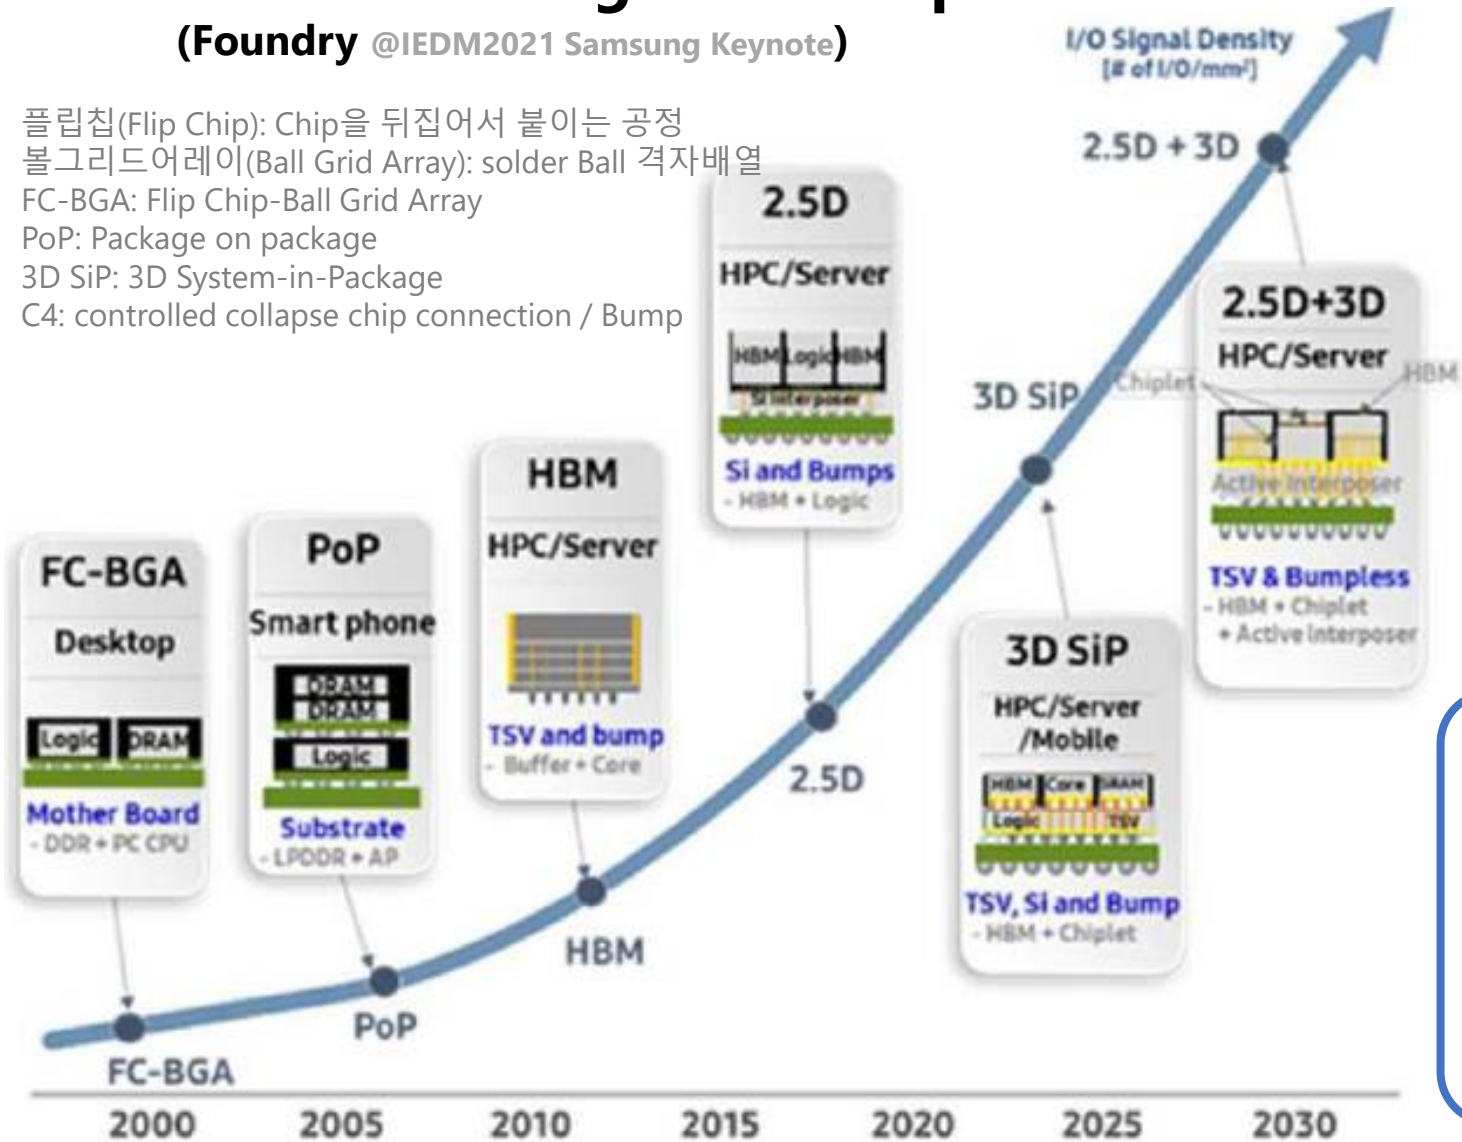 (Foundry @IEDM2021 Samsung Keynote)
플립칩(Flip Chip): Chip을 뒤집어서 붙이는 공정
볼그리드어레이(Ball Grid Array): solder Ball 격자배열
FC-BGA: Flip Chip-Ball Grid Array
PoP: Package on package
3D SiP: 3D System-in-Package
C4: controlled collapse chip connection / Bump
I/O Signal Density
[# of I/O/mm²]
2.5D + 3D
3D SiP
2.5D
HBM
PoP
FC-BGA
FC-BGA
Desktop
Logic DRAM
Mother Board
- DDR + PC CPU
PoP
Smart phone
DRAM
DRAM
Logic
Substrate
- LPDDR + AP
HBM
HPC/Server
TSV and bump
- Buffer + Core
2.5D
HPC/Server
HBM Logic HBM
Si Interposer
Si and Bumps
- HBM + Logic
3D SiP
HPC/Server
/Mobile
HBM Core DRAM
Logic TSV
TSV, Si and Bump
- HBM + Chiplet
2.5D+3D
HPC/Server
Chiplet HBM
Active Interposer
TSV & Bumpless
- HBM + Chiplet
+ Active Interposer
2000 2005 2010 2015 2020 2025 2030